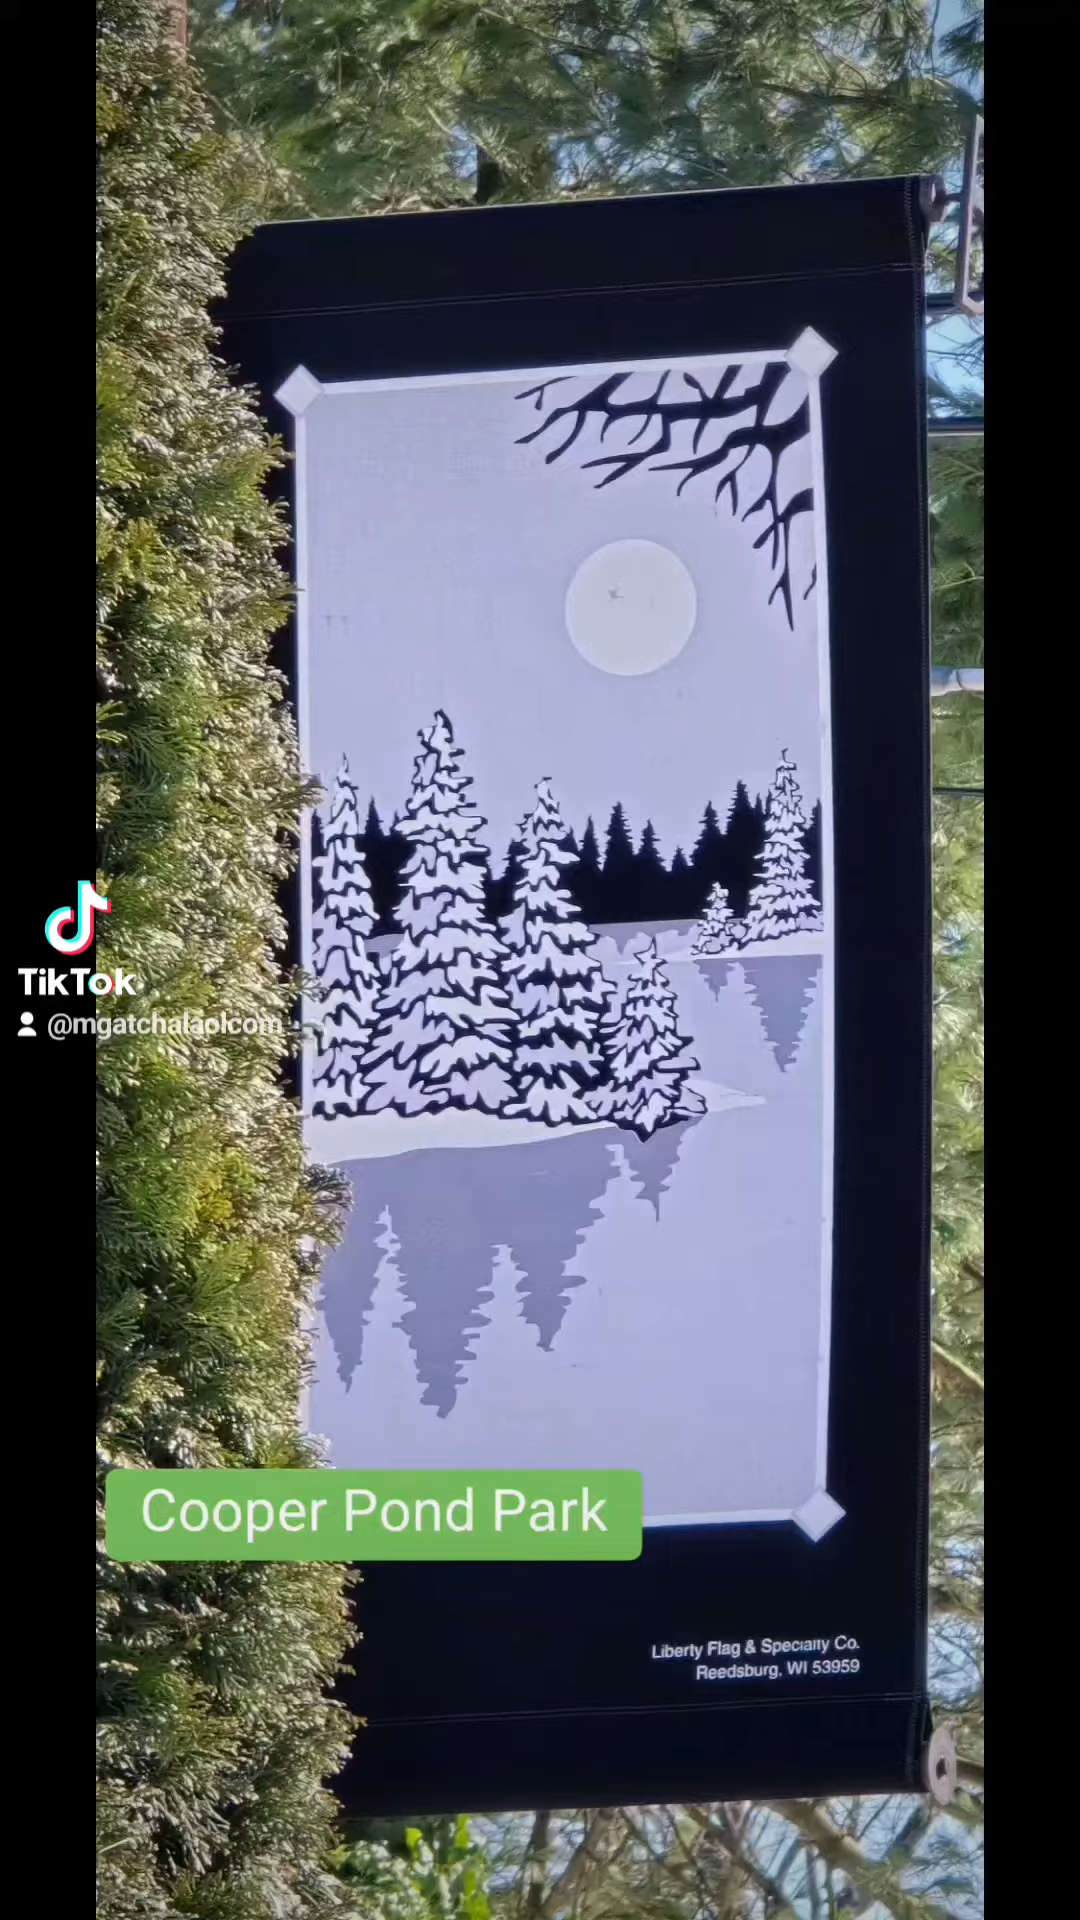 TikTok
@mgatchalaolcom
Cooper Pond Park
Liberty Flag & Specialty Co.
Reedsburg, WI 53959